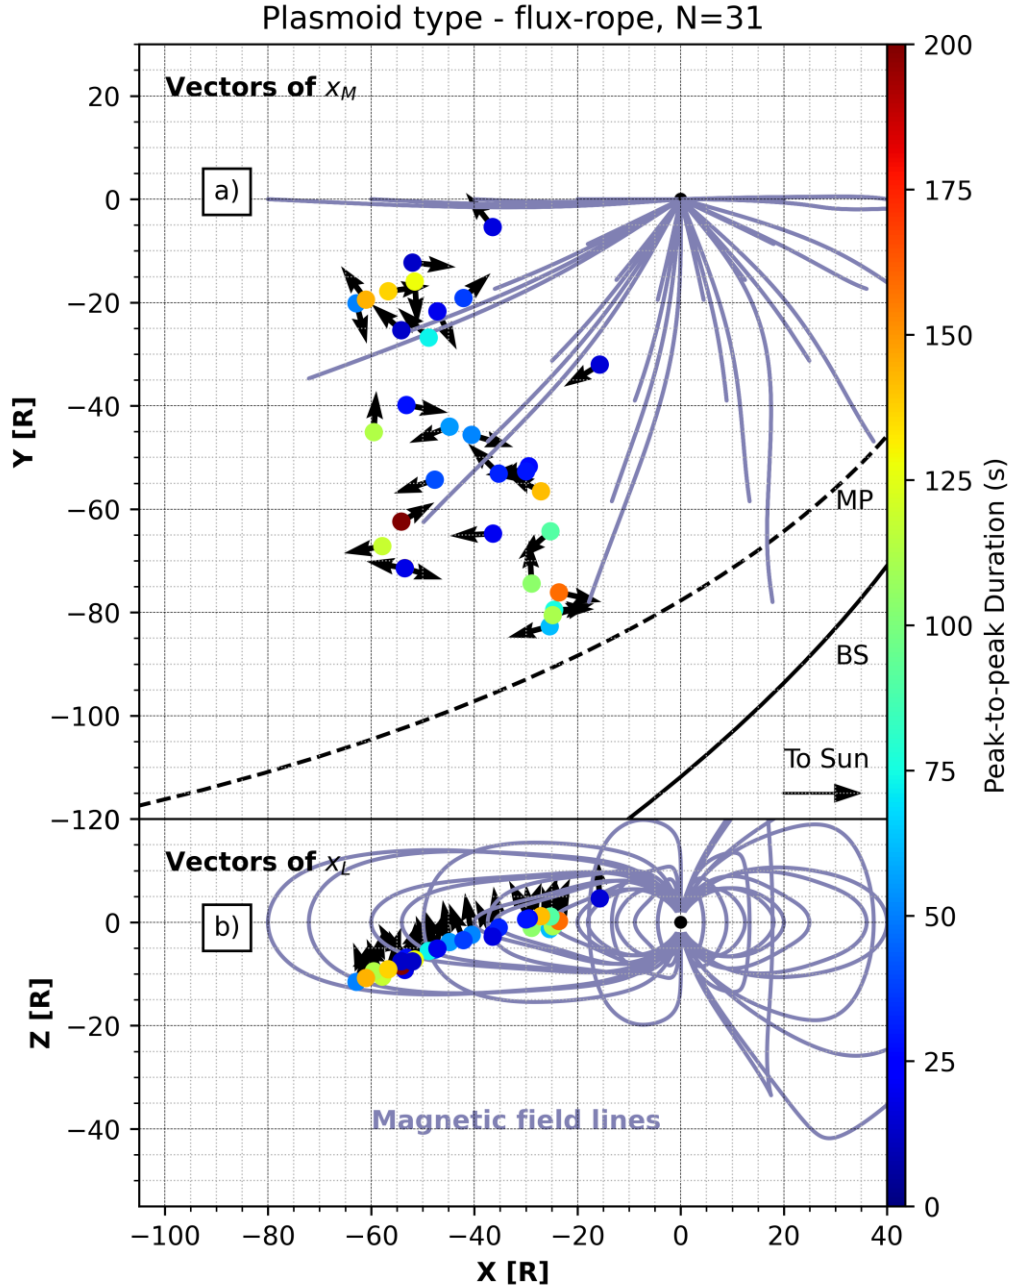 Plasmoid type - flux-rope, N=31
Vectors of x_M
a)
Y [R]
20
0
−20
−40
−60
−80
−100
−120
MP
BS
To Sun
Vectors of x_L
b)
Z [R]
0
−20
−40
Magnetic field lines
−100
−80
−60
−40
−20
0
20
40
X [R]
200
175
150
125
100
75
50
25
0
Peak-to-peak Duration (s)